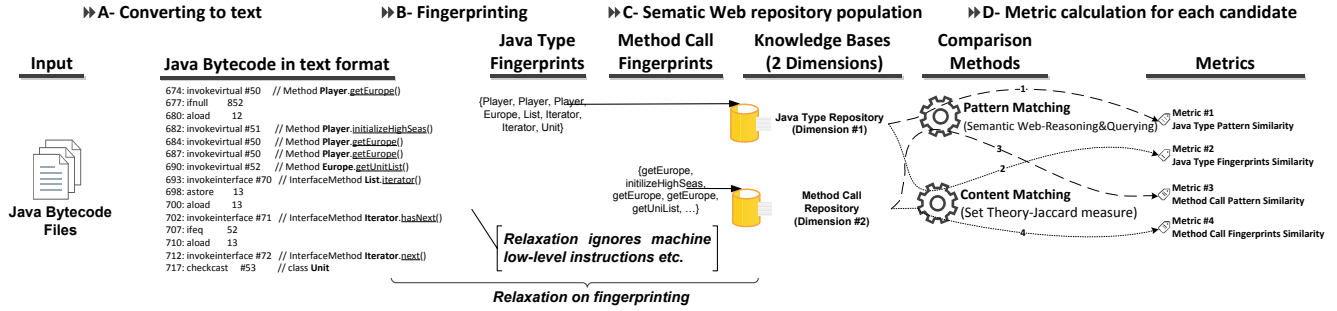 A- Converting to text
B- Fingerprinting
C- Sematic Web repository population
D- Metric calculation for each candidate
Input
Java Bytecode in text format
Java Type
Fingerprints
Method Call
Fingerprints
Knowledge Bases
(2 Dimensions)
Comparison
Methods
Metrics
Java Bytecode
Files
674: invokevirtual #50 // Method Player.getEurope()
677: ifnull 852
680: aload 12
682: invokevirtual #51 // Method Player.initializeHighSeas()
684: invokevirtual #50 // Method Player.getEurope()
687: invokevirtual #50 // Method Player.getEurope()
690: invokevirtual #52 // Method Europe.getUnitList()
693: invokeinterface #70 // InterfaceMethod List.iterator()
698: astore 13
700: aload 13
702: invokeinterface #71 // InterfaceMethod Iterator.hasNext()
707: ifeq 52
710: aload 13
712: invokeinterface #72 // InterfaceMethod Iterator.next()
717: checkcast #53 // class Unit
{Player, Player, Player,
Europe, List, Iterator,
Iterator, Unit}
{getEurope,
initilizeHighSeas,
getEurope, getEurope,
getUniList, ...}
Relaxation ignores machine
low-level instructions etc.
Relaxation on fingerprinting
Java Type Repository
(Dimension #1)
Method Call
Repository
(Dimension #2)
Pattern Matching
(Semantic Web-Reasoning&Querying)
Content Matching
(Set Theory-Jaccard measure)
1
3
2
4
Metric #1
Java Type Pattern Similarity
Metric #2
Java Type Fingerprints Similarity
Metric #3
Method Call Pattern Similarity
Metric #4
Method Call Fingerprints Similarity